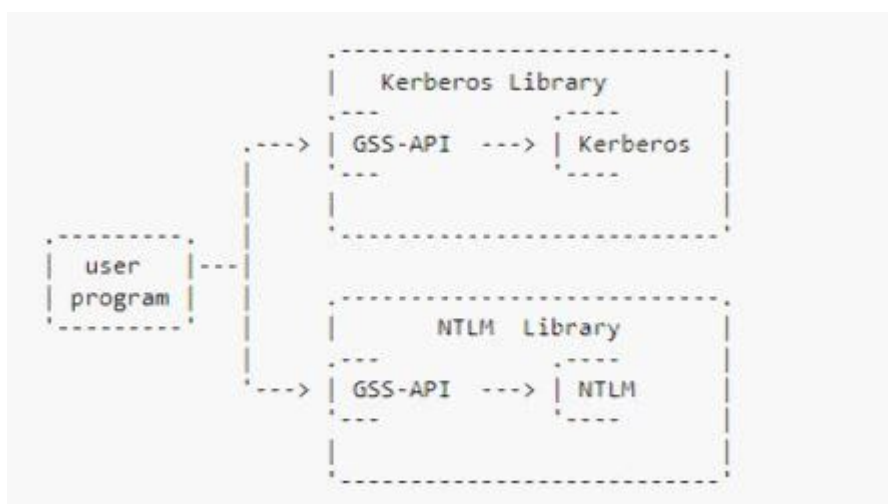 Kerberos Library
GSS-API ---> | Kerberos
user
program
NTLM Library
GSS-API ---> | NTLM